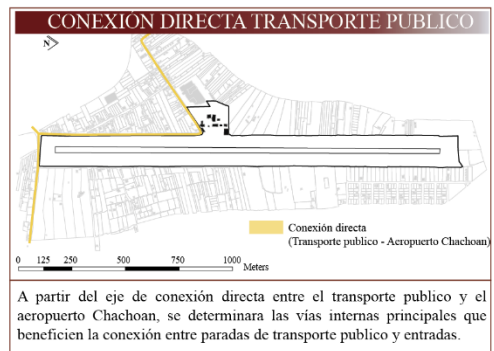 CONEXIÓN DIRECTA TRANSPORTE PUBLICO
N
Conexión directa
(Transporte publico - Aeropuerto Chachoan)
0 125 250 500 750 1000
Meters
A partir del eje de conexión directa entre el transporte publico y el
aeropuerto Chachoan, se determinara las vías internas principales que
beneficien la conexión entre paradas de transporte publico y entradas.